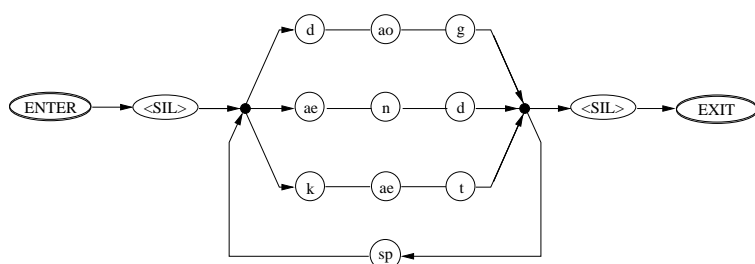 d ao g
ENTER <SIL> ae n d <SIL> EXIT
k ae t
sp